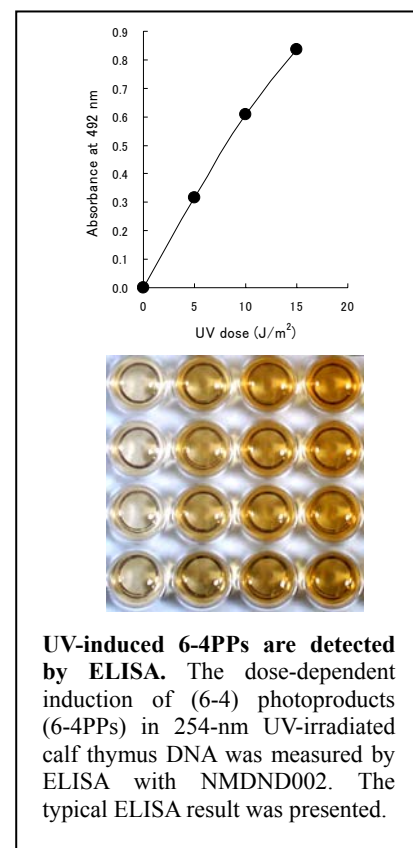 0.9
0.8
0.7
0.6
0.5
0.4
0.3
0.2
0.1
0.0
Absorbance at 492 nm
0 5 10 15 20
UV dose (J/m²)
UV-induced 6-4PPs are detected
by ELISA. The dose-dependent
induction of (6-4) photoproducts
(6-4PPs) in 254-nm UV-irradiated
calf thymus DNA was measured by
ELISA with NMDND002. The
typical ELISA result was presented.